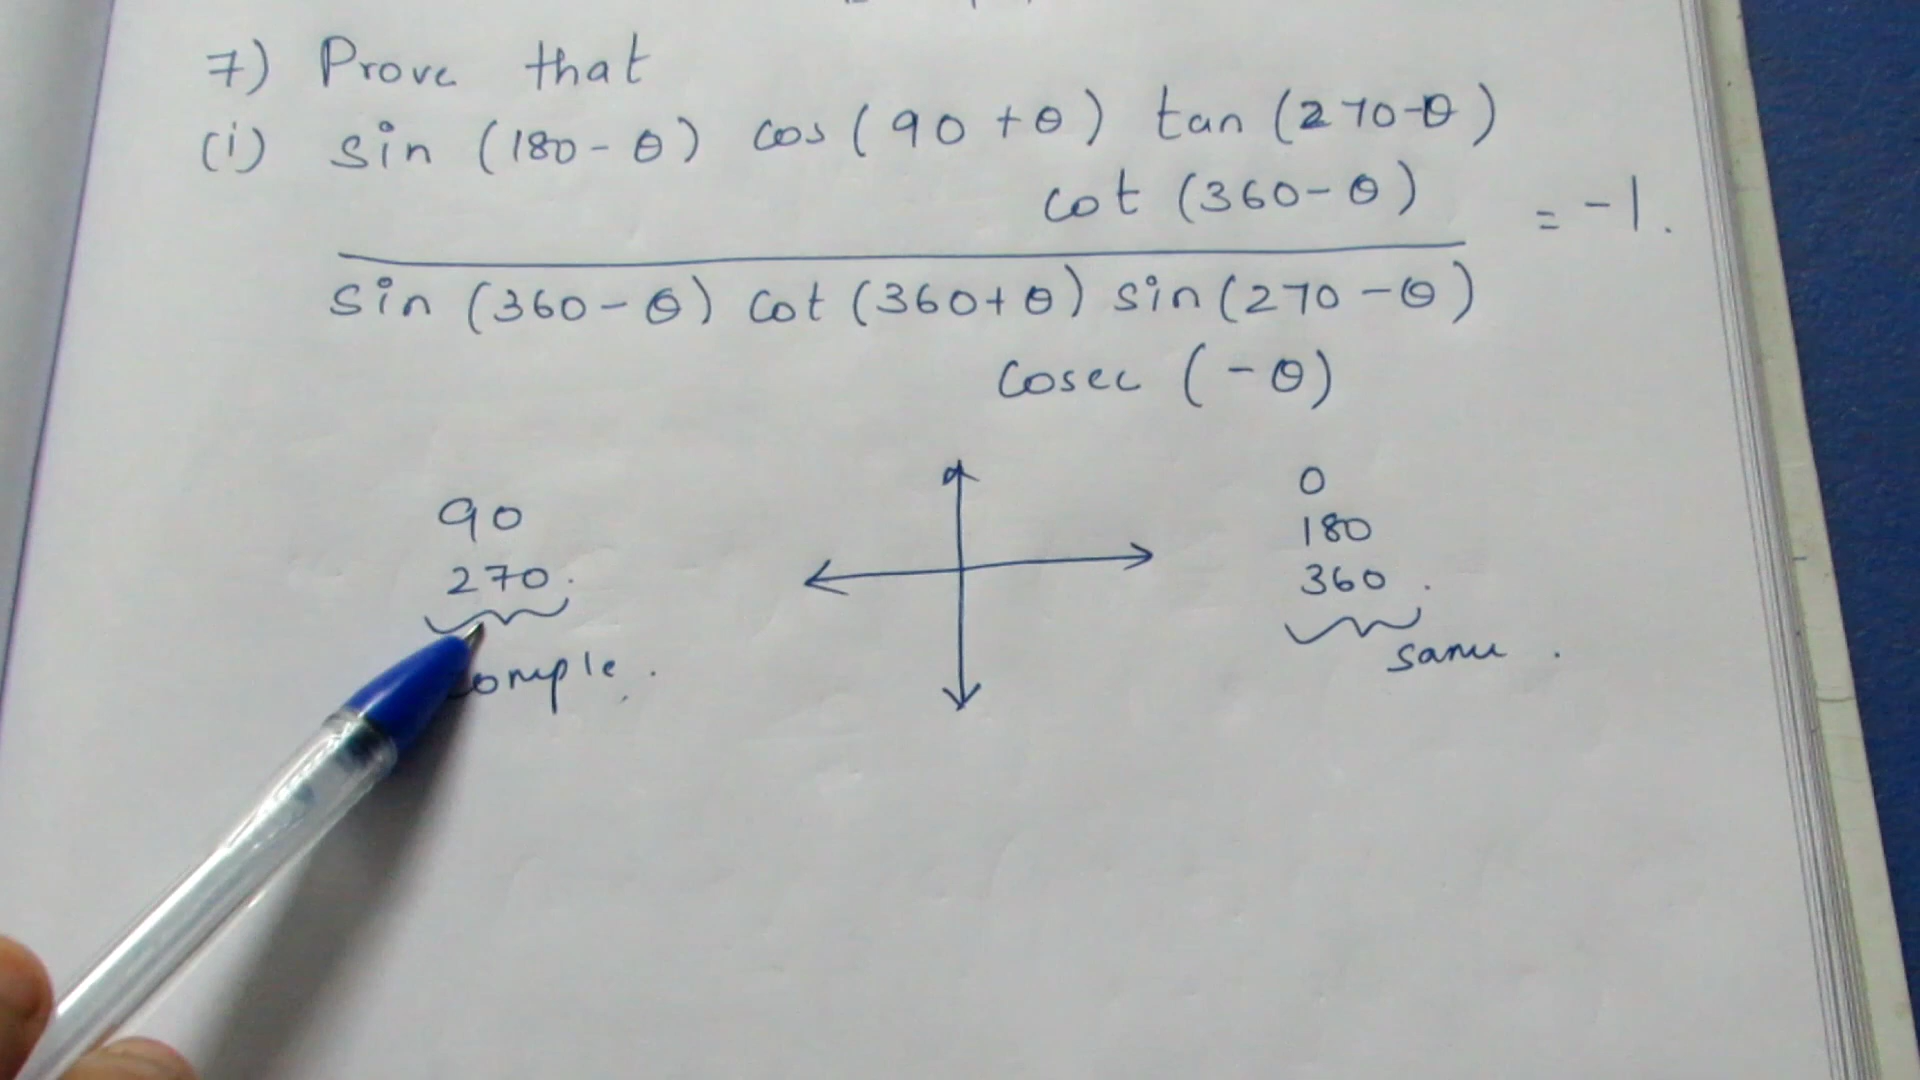 7) Prove that
(i) sin (180 - θ) cos (90 + θ) tan (270-θ)
cot (360 - θ)
= -1.
sin (360 - θ) cot (360 + θ) sin (270 - θ)
cosec (-θ)
90
270.
comple.
0
180
360.
same.